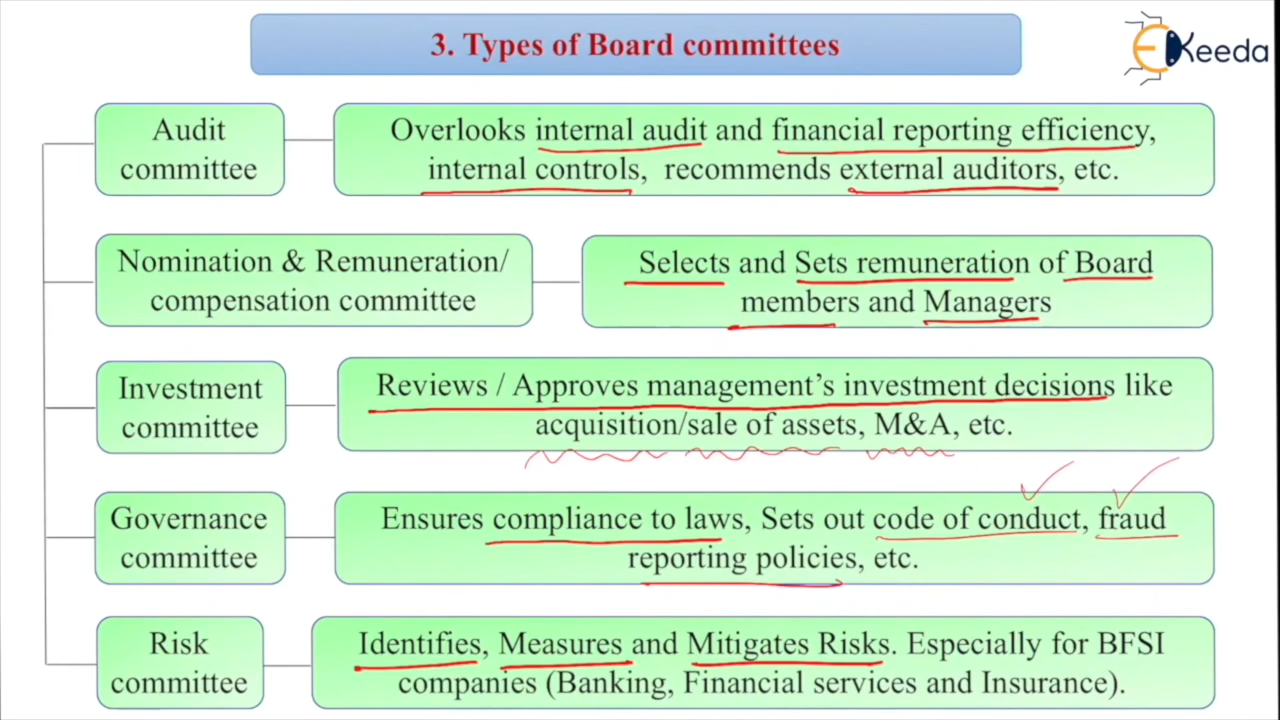 3. Types of Board committees
EKeeda
Audit
committee
Overlooks internal audit and financial reporting efficiency,
internal controls, recommends external auditors, etc.
Nomination & Remuneration/
compensation committee
Selects and Sets remuneration of Board
members and Managers
Investment
committee
Reviews / Approves management's investment decisions like
acquisition/sale of assets, M&A, etc.
Governance
committee
Ensures compliance to laws, Sets out code of conduct, fraud
reporting policies, etc.
Risk
committee
Identifies, Measures and Mitigates Risks. Especially for BFSI
companies (Banking, Financial services and Insurance).